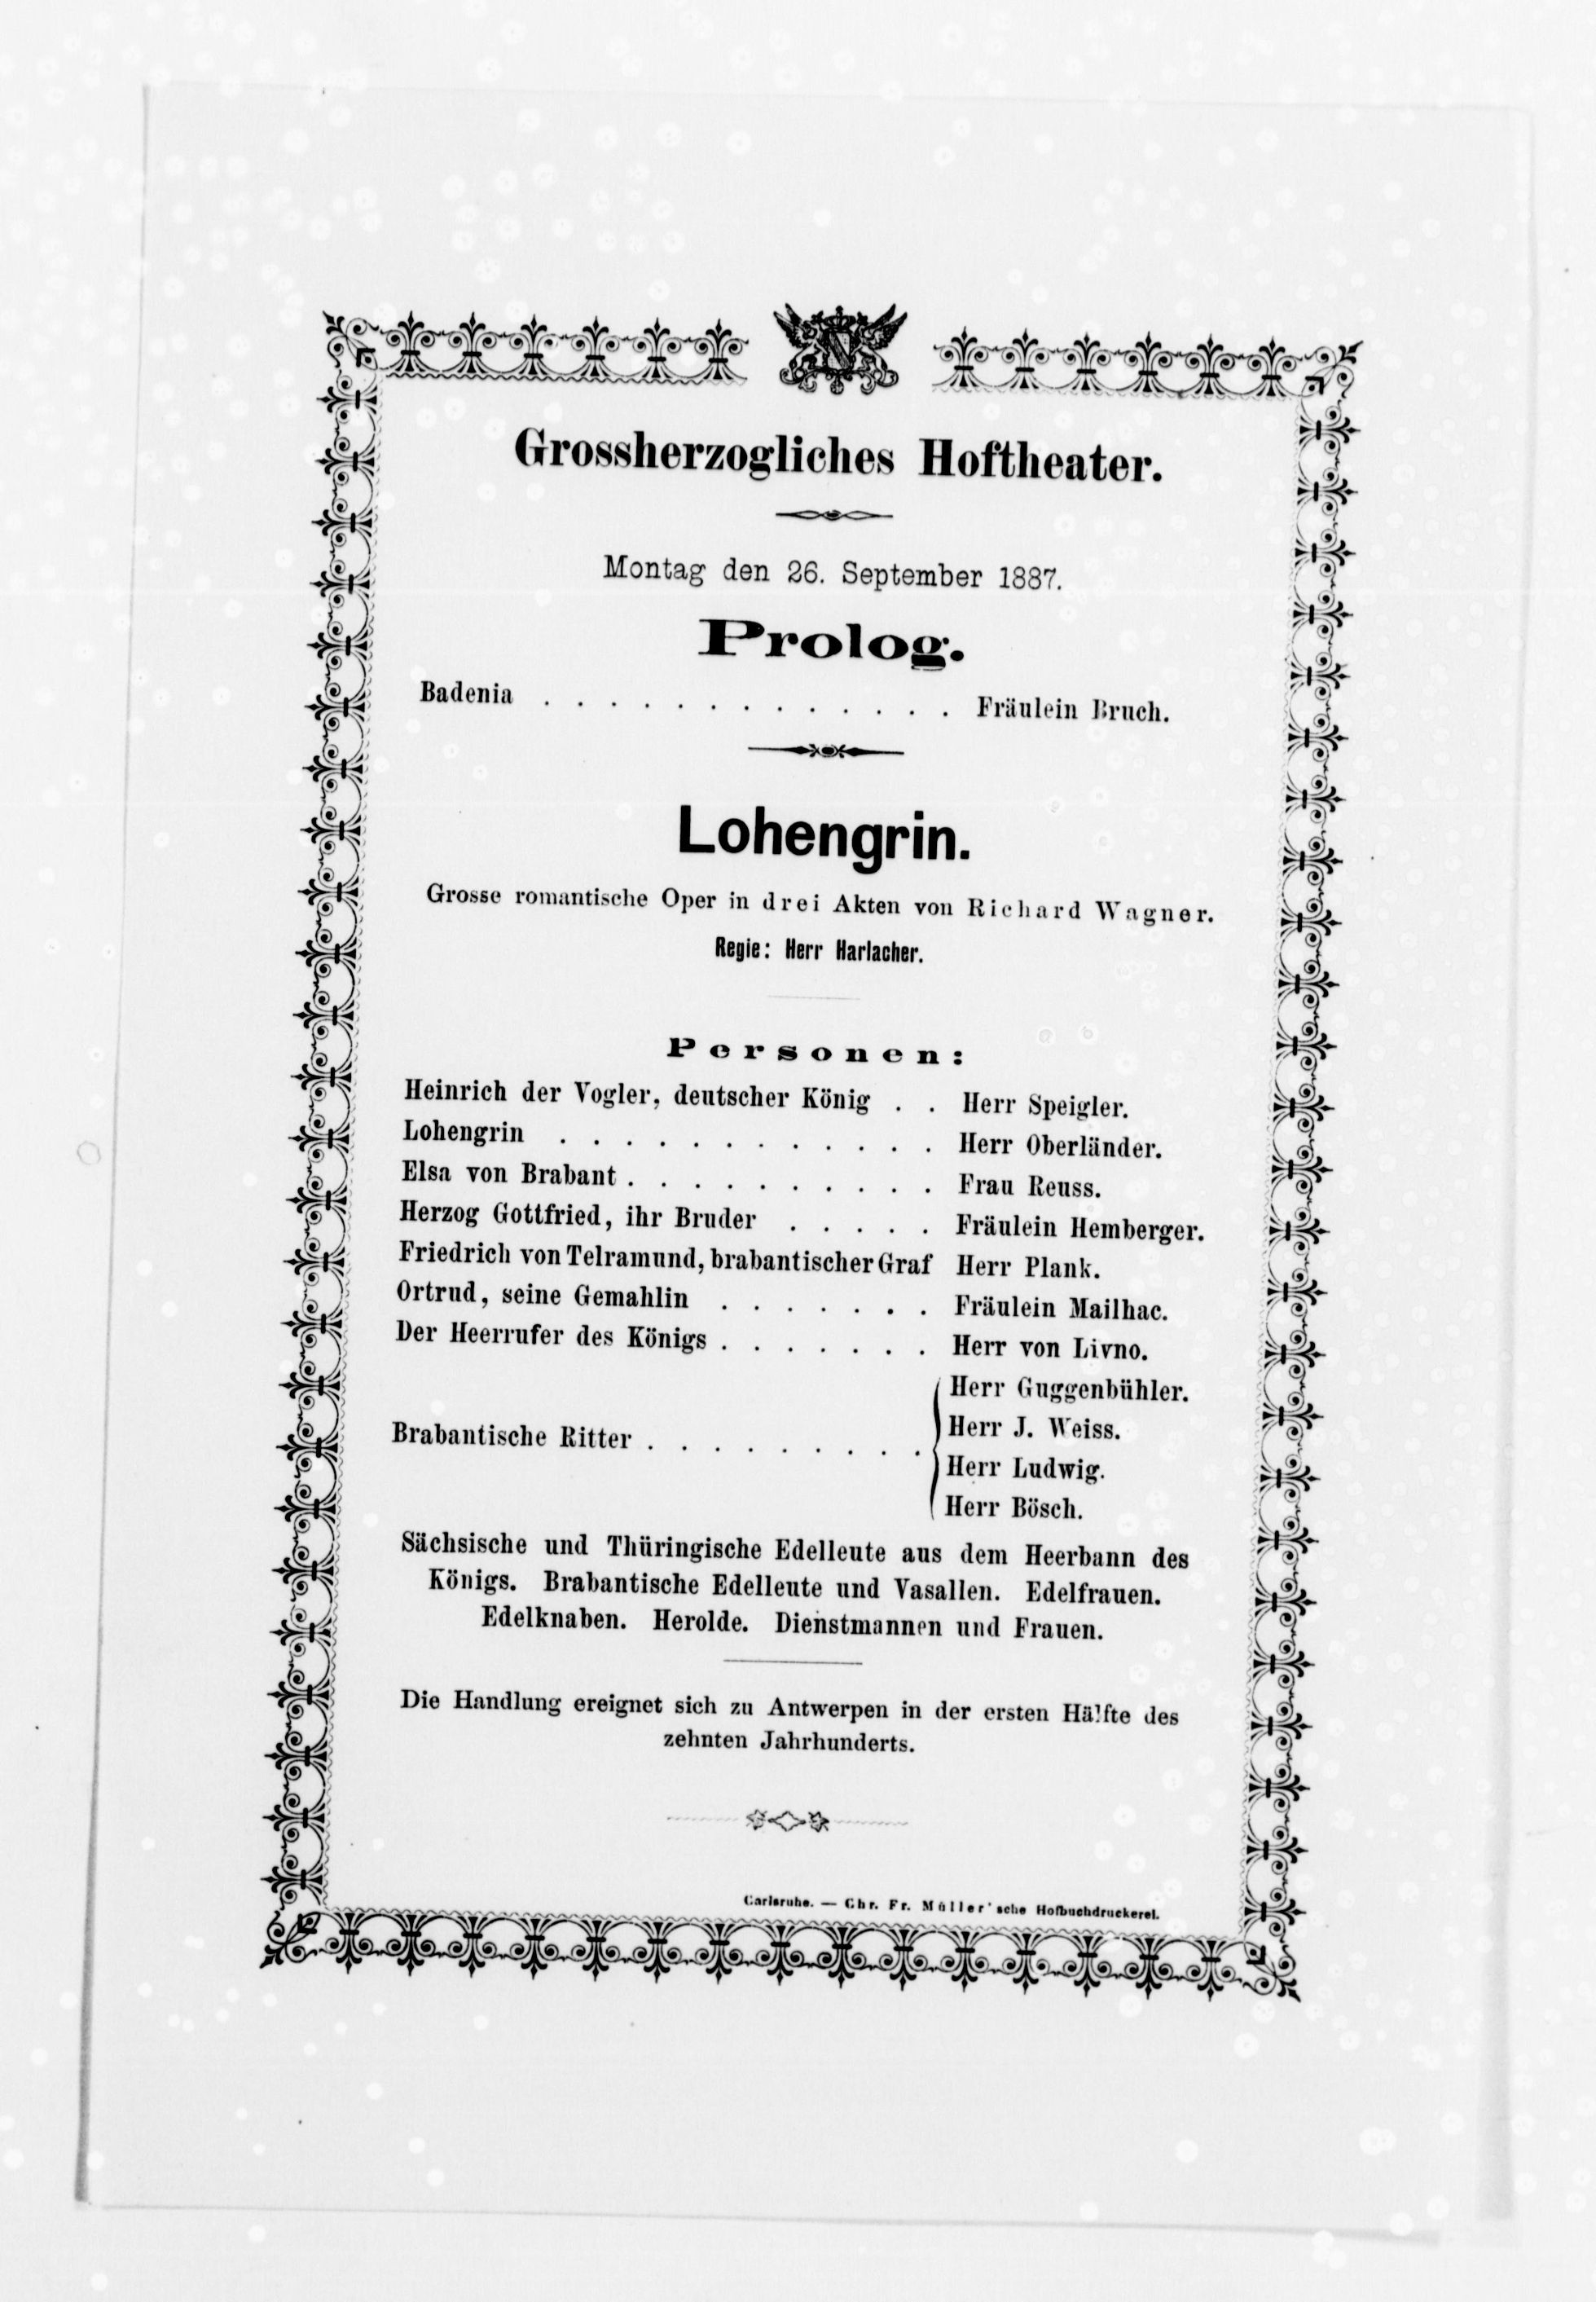 Grossherzogliches Hoftheater.
Montag den 26. September 1887.
Prolog.
Badenia . . . . . . . . . . . . . Fräulein Bruch.
Lohengrin.
Grosse romantische Oper in drei Akten von Richard Wagner.
Regie: Herr Harlacher.
Personen:
Heinrich der Vogler, deutscher König . . Herr Speigler.
Lohengrin . . . . . . . . . . . . Herr Oberländer.
Elsa von Brabant . . . . . . . . . . Frau Reuss.
Herzog Gottfried, ihr Bruder . . . . . Fräulein Hemberger.
Friedrich von Telramund, brabantischer Graf Herr Plank.
Ortrud, seine Gemahlin . . . . . . . Fräulein Mailhac.
Der Heerrufer des Königs . . . . . . . Herr von Livno.
Herr Guggenbühler.
Herr J. Weiss.
Brabantische Ritter . . . . . . . . .
Herr Ludwig.
Herr Bösch.
Sächsische und Thüringische Edelleute aus dem Heerbann des
Königs. Brabantische Edelleute und Vasallen. Edelfrauen.
Edelknaben. Herolde. Dienstmannen und Frauen.
Die Handlung ereignet sich zu Antwerpen in der ersten Hälfte des
zehnten Jahrhunderts.
Carlsruhe. — Chr. Fr. Müller'sche Hofbuchdruckerei.